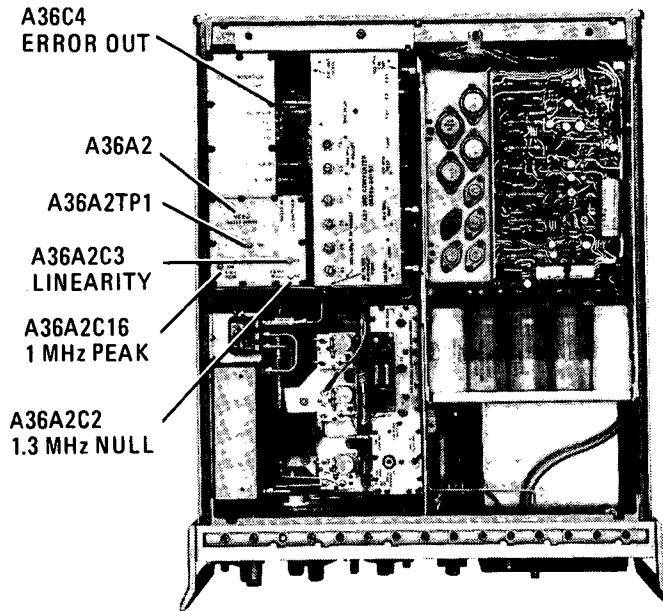 A36C4
ERROR OUT
A36A2
A36A2TP1
A36A2C3
LINEARITY
A36A2C16
1 MHz PEAK
A36A2C2
1.3 MHz NULL